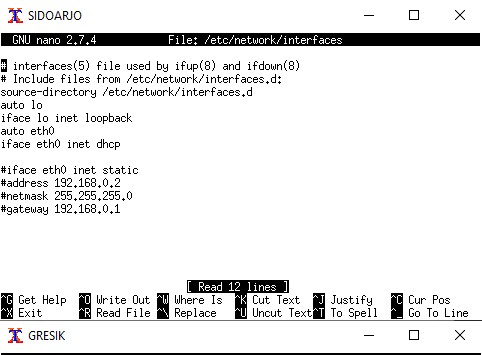 SIDOARJO
GNU nano 2.7.4 File: /etc/network/interfaces
# interfaces(5) file used by ifup(8) and ifdown(8)
# Include files from /etc/network/interfaces.d:
source-directory /etc/network/interfaces.d
auto lo
iface lo inet loopback
auto eth0
iface eth0 inet dhcp
#iface eth0 inet static
#address 192.168.0.2
#netmask 255.255.255.0
#gateway 192.168.0.1
[ Read 12 lines ]
^G Get Help ^O Write Out ^W Where Is ^K Cut Text ^J Justify ^C Cur Pos
^X Exit ^R Read File ^\ Replace ^U Uncut Text ^T To Spell ^_ Go To Line
GRESIK